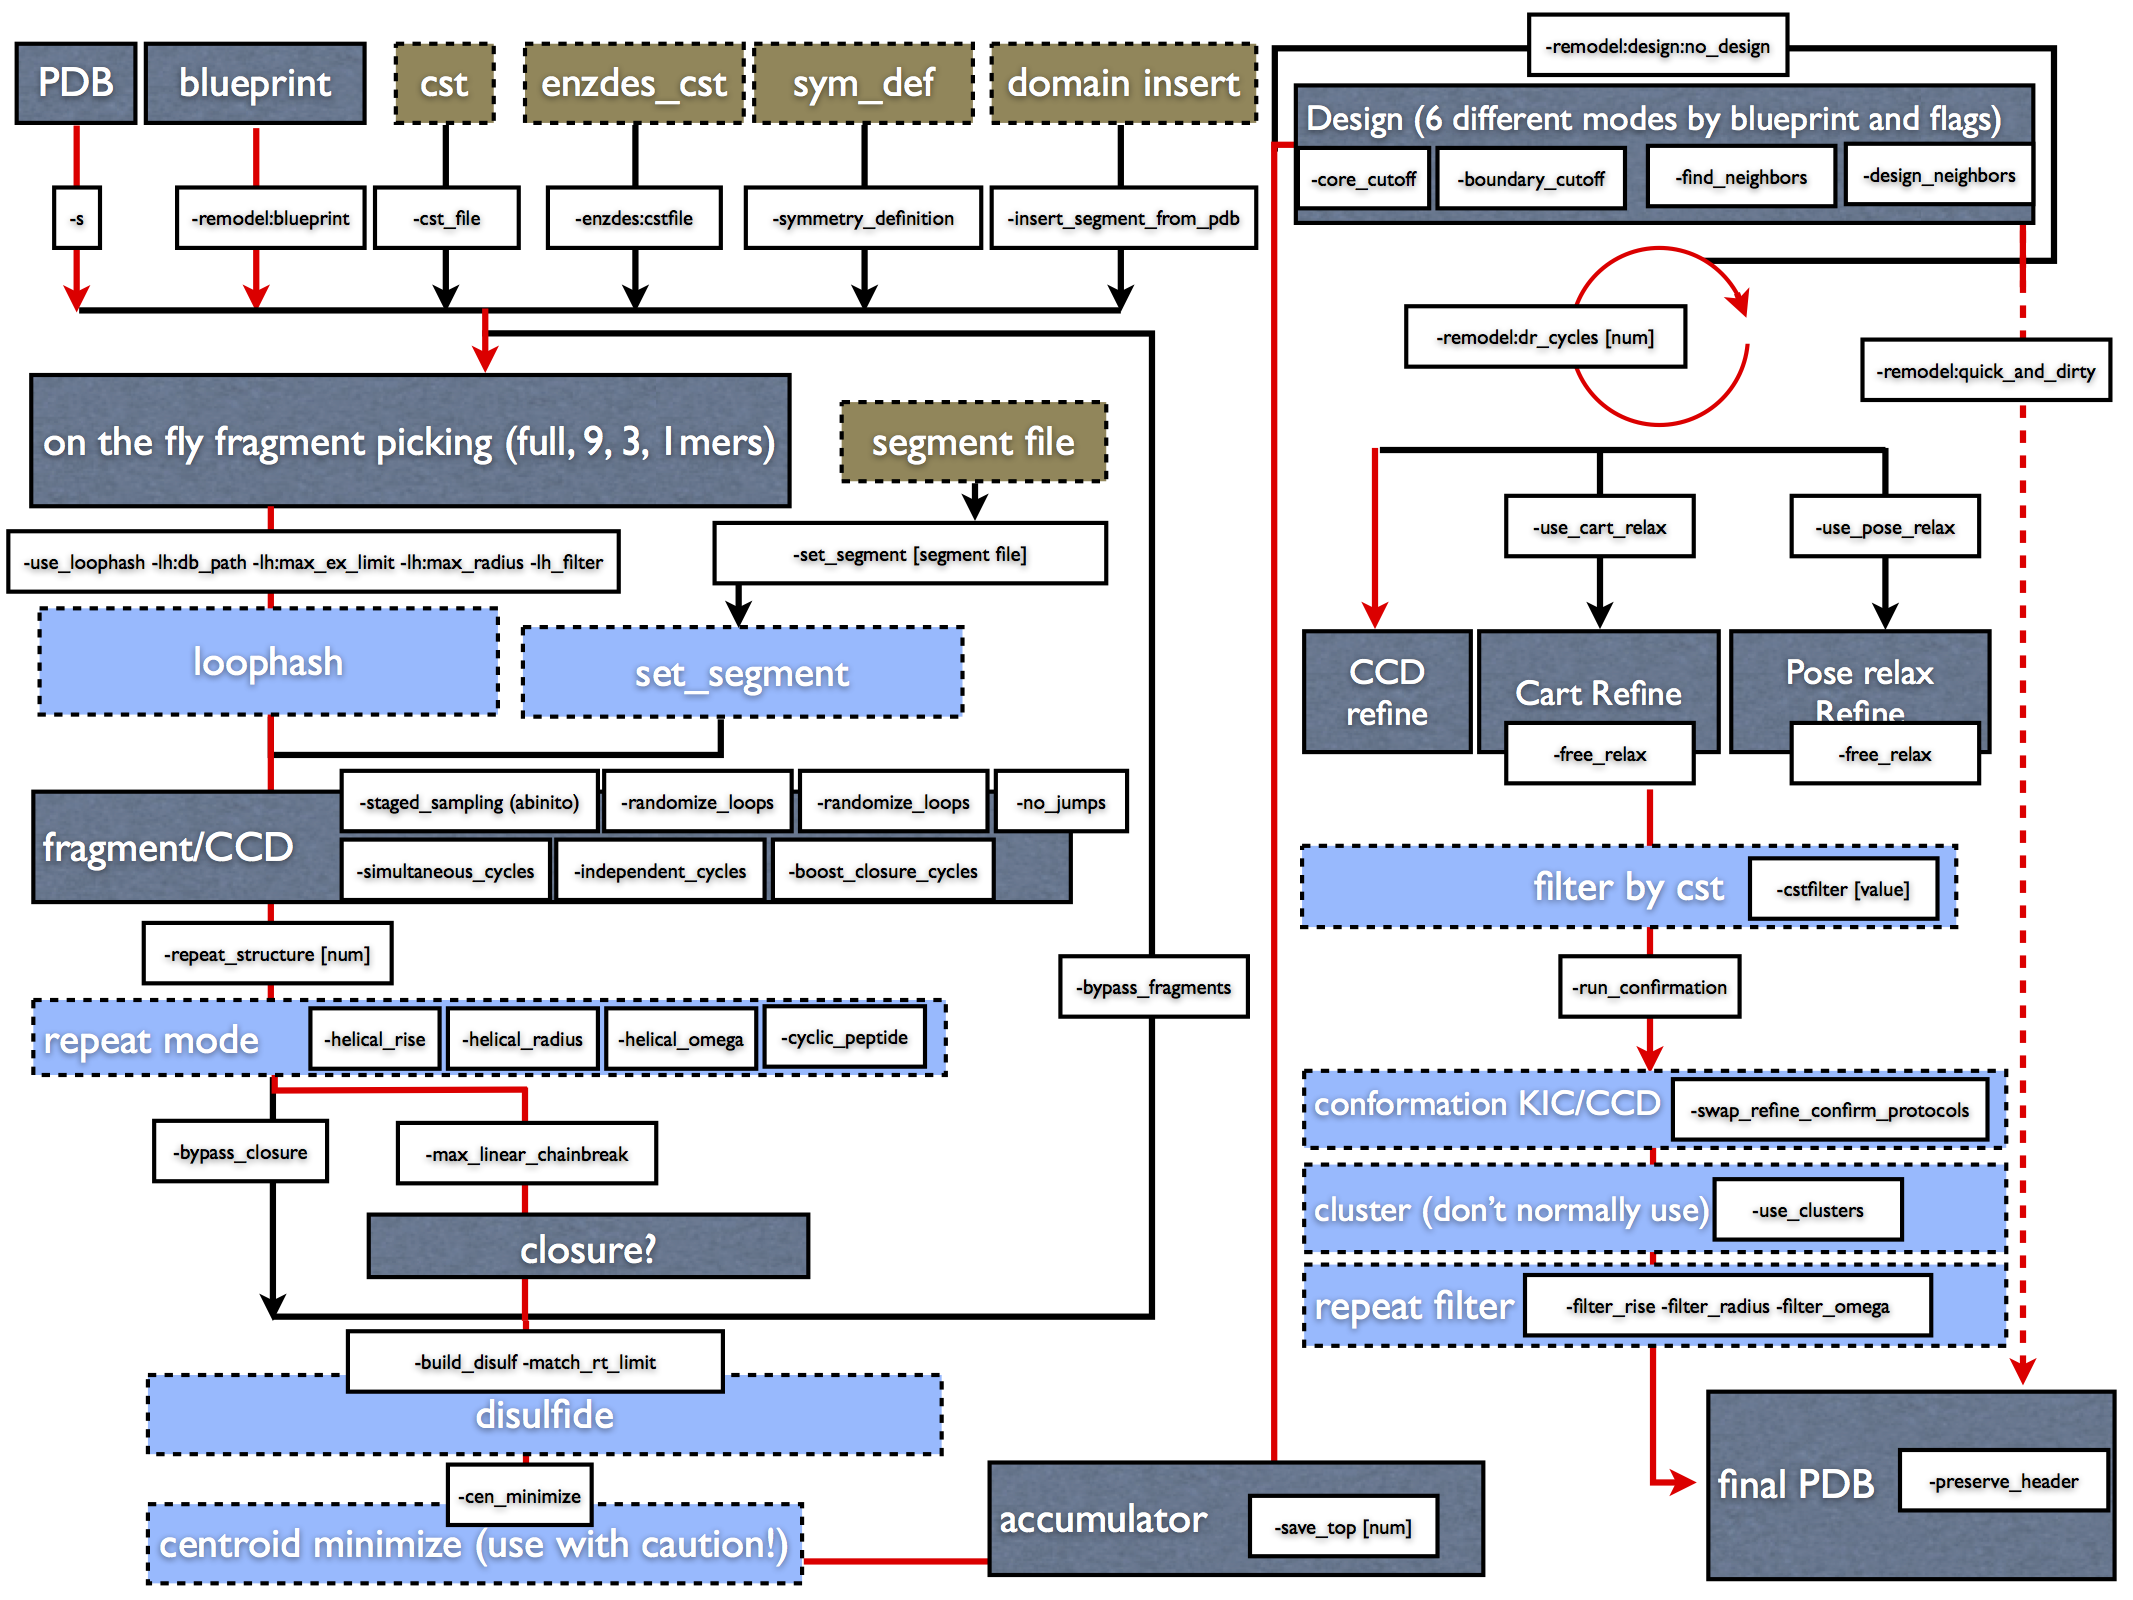 PDB
blueprint
cst
enzdes_cst
sym_def
domain insert
-s
-remodel:blueprint
-cst_file
-enzdes:cstfile
-symmetry_definition
-insert_segment_from_pdb
on the fly fragment picking (full, 9, 3, 1mers)
segment file
-use_loophash -lh:db_path -lh:max_ex_limit -lh:max_radius -lh_filter
-set_segment [segment file]
loophash
set_segment
fragment/CCD
-staged_sampling (abinito)
-randomize_loops
-randomize_loops
-no_jumps
-simultaneous_cycles
-independent_cycles
-boost_closure_cycles
-repeat_structure [num]
-bypass_fragments
repeat mode
-helical_rise
-helical_radius
-helical_omega
-cyclic_peptide
-bypass_closure
-max_linear_chainbreak
closure?
-build_disulf -match_rt_limit
disulfide
-cen_minimize
centroid minimize (use with caution!)
accumulator
-save_top [num]
-remodel:design:no_design
Design (6 different modes by blueprint and flags)
-core_cutoff
-boundary_cutoff
-find_neighbors
-design_neighbors
-remodel:dr_cycles [num]
-remodel:quick_and_dirty
-use_cart_relax
-use_pose_relax
CCD
refine
Cart Refine
-free_relax
Pose relax
Refine
-free_relax
filter by cst
-cstfilter [value]
-run_confirmation
conformation KIC/CCD
-swap_refine_confirm_protocols
cluster (don't normally use)
-use_clusters
repeat filter
-filter_rise -filter_radius -filter_omega
final PDB
-preserve_header